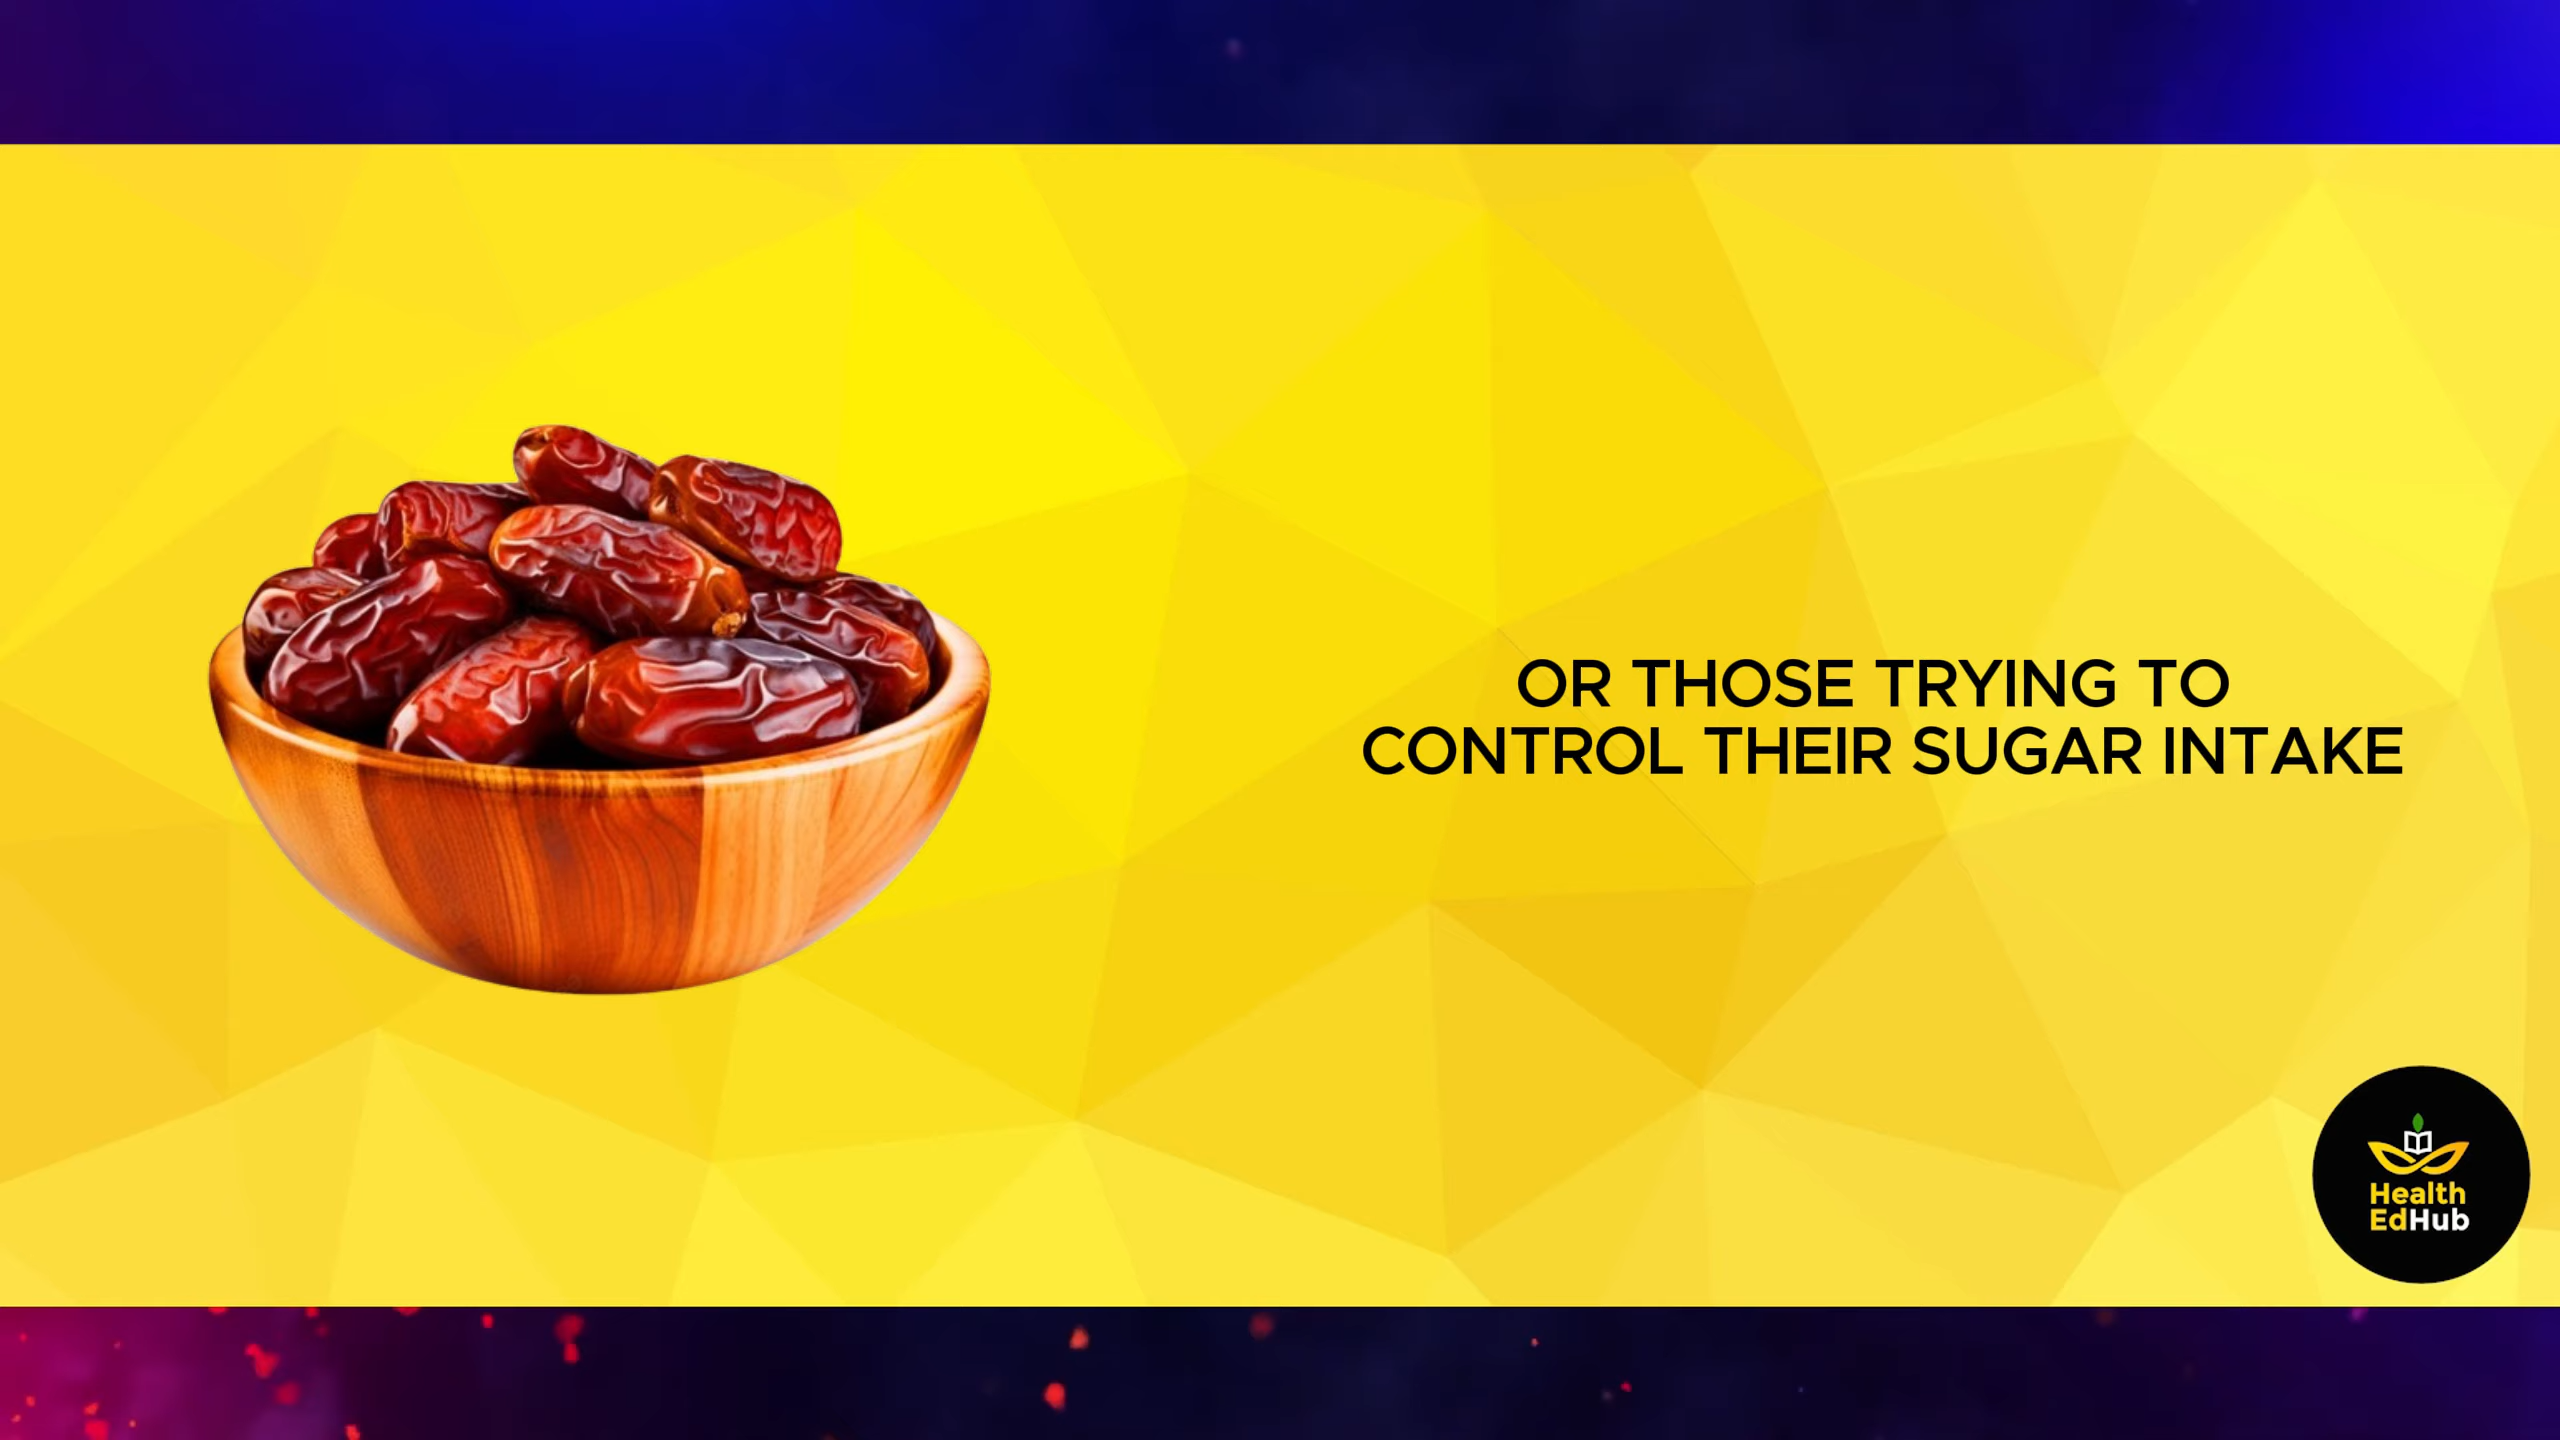 OR THOSE TRYING TO
CONTROL THEIR SUGAR INTAKE
Health
EdHub